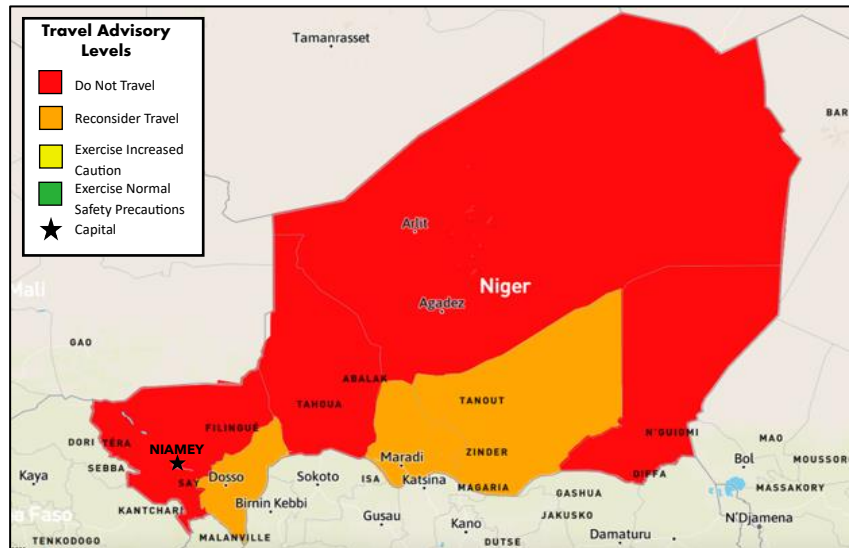 Travel Advisory
Levels
Do Not Travel
Reconsider Travel
Exercise Increased
Caution
Exercise Normal
Safety Precautions
Capital
Tamanrasset
BAR
Arlit
Niger
Agadez
Mali
GAO
ABALAK
TAHOUA
TANOUT
FILINGUÉ
N'GUIGMI
DORI
TÉRA
NIAMEY
MAO
ZINDER
Maradi
Bol
MOUSSORO
SEBBA
Kaya
SAY
Dosso
Sokoto
ISA
Katsina
MAGARIA
DIFFA
MASSAKORY
GASHUA
KANTCHARI
Birnin Kebbi
a Faso
Gusau
Kano
JAKUSKO
N'Djamena
TENKODOGO
MALANVILLE
DUTSE
Damaturu